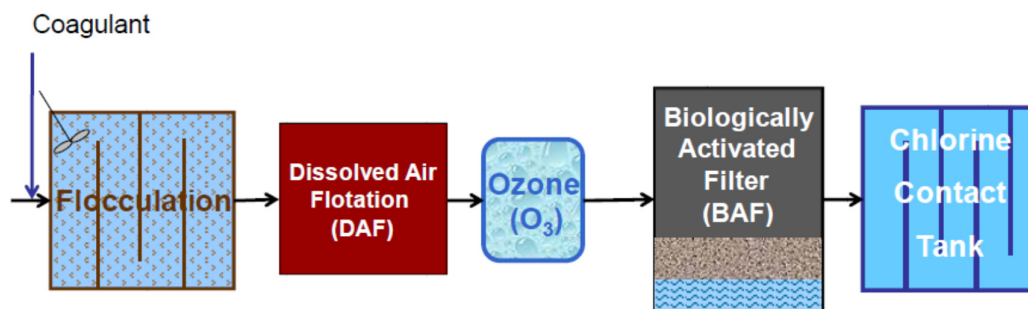 Coagulant
Flocculation
Dissolved Air
Flotation
(DAF)
Ozone
(O₃)
Biologically
Activated
Filter
(BAF)
Chlorine
Contact
Tank